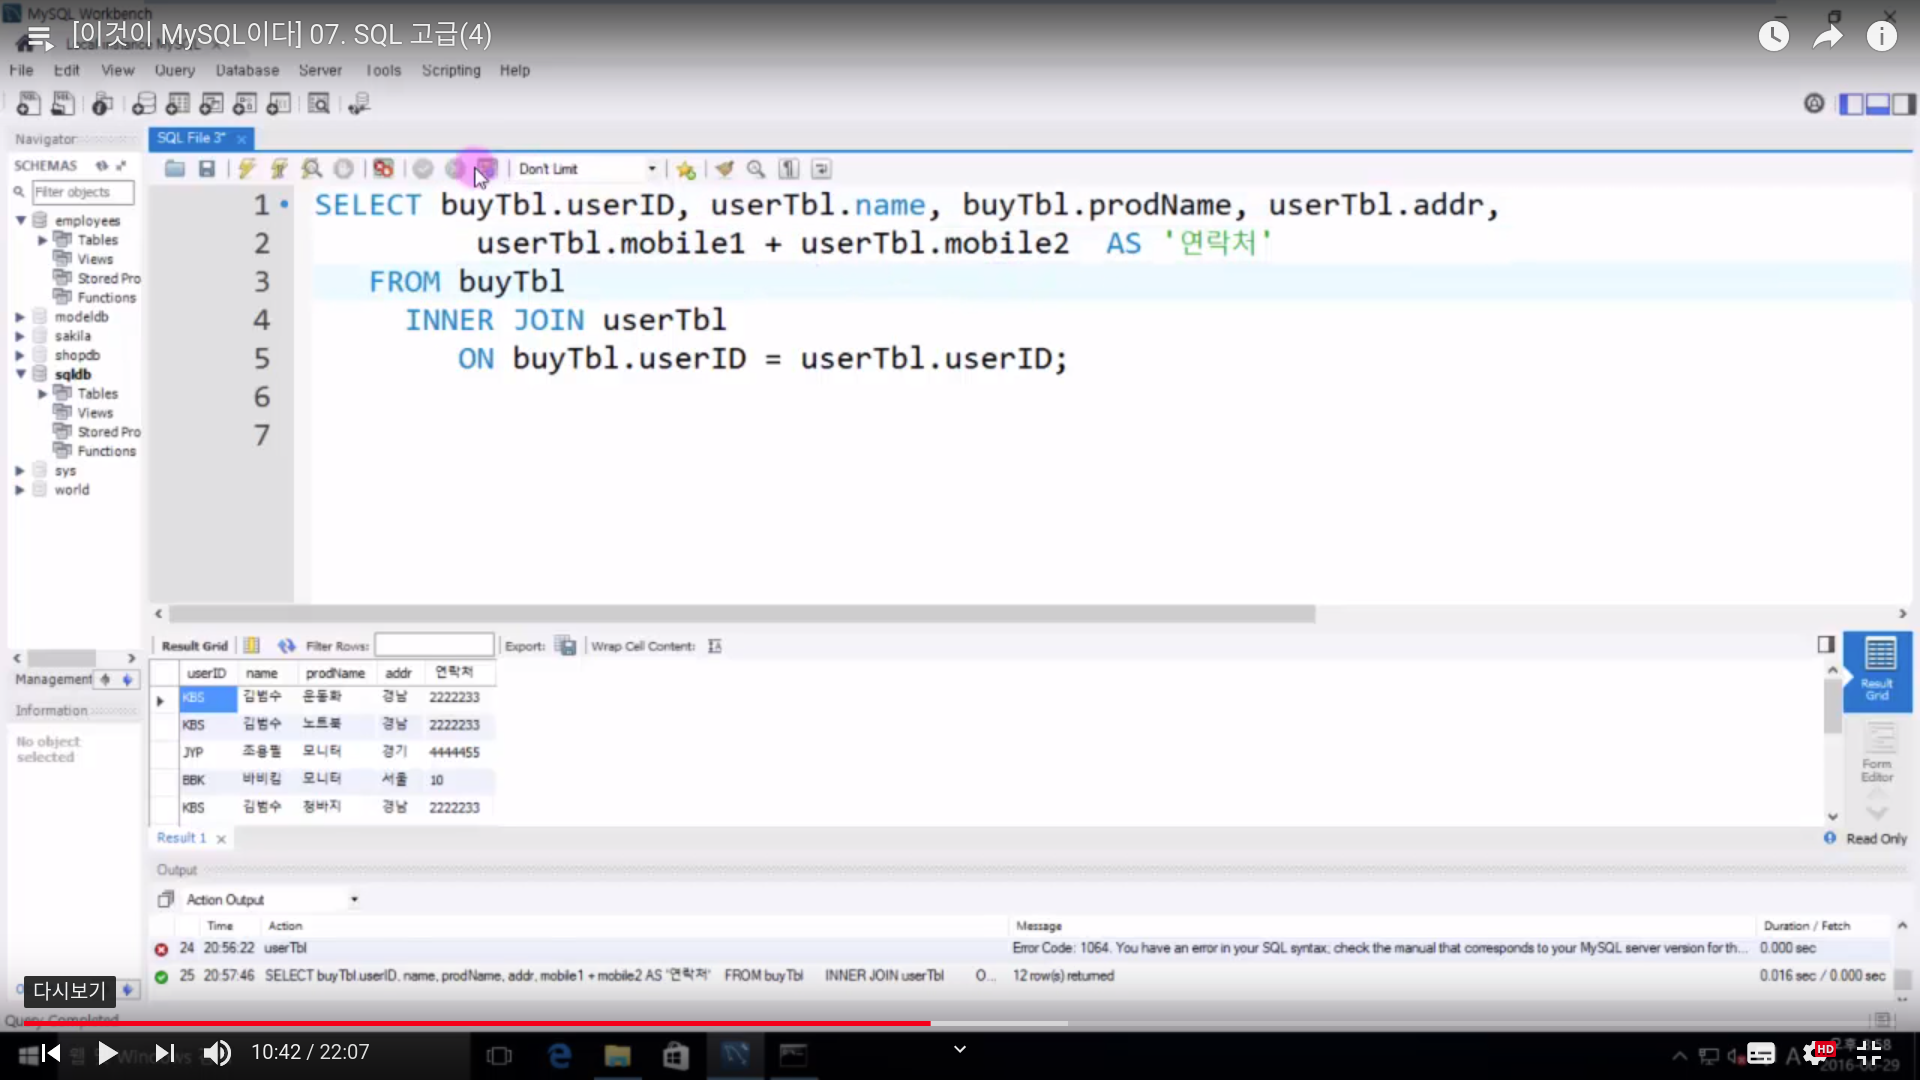 MySQL Workbench
[이것이 MySQL이다] 07. SQL 고급(4)
File Edit View Query Database Server Tools Scripting Help
Navigator
SQL File 3*
SCHEMAS
Don't Limit
Filter objects
employees
Tables
Views
Stored Pro
Functions
modeldb
sakila
shopdb
sqldb
Tables
Views
Stored Pro
Functions
sys
world
1 SELECT buyTbl.userID, userTbl.name, buyTbl.prodName, userTbl.addr,
2 userTbl.mobile1 + userTbl.mobile2 AS '연락처'
3 FROM buyTbl
4 INNER JOIN userTbl
5 ON buyTbl.userID = userTbl.userID;
6
7
Management
Information
No object
selected
Result Grid Filter Rows: Export: Wrap Cell Content:
userID name prodName addr 연락처
KBS 김범수 운동화 경남 2222233
KBS 김범수 노트북 경남 2222233
JYP 조용필 모니터 경기 4444455
BBK 바비킴 모니터 서울 10
KBS 김범수 청바지 경남 2222233
Result
Grid
Form
Editor
Result 1
Read Only
Output
Action Output
Time Action Message Duration / Fetch
24 20:56:22 userTbl Error Code: 1064. You have an error in your SQL syntax; check the manual that corresponds to your MySQL server version for th... 0.000 sec
25 20:57:46 SELECT buyTbl.userID, name, prodName, addr, mobile1 + mobile2 AS '연락처' FROM buyTbl INNER JOIN userTbl O... 12 row(s) returned 0.016 sec / 0.000 sec
다시보기
Query Completed
10:42 / 22:07
HD